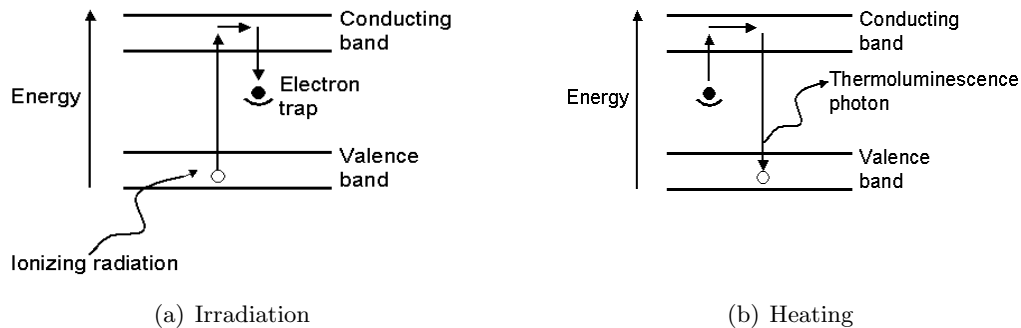 Conducting
band
Energy
Electron
trap
Valence
band
Ionizing radiation
(a) Irradiation
Conducting
band
Energy
Thermoluminescence
photon
Valence
band
(b) Heating